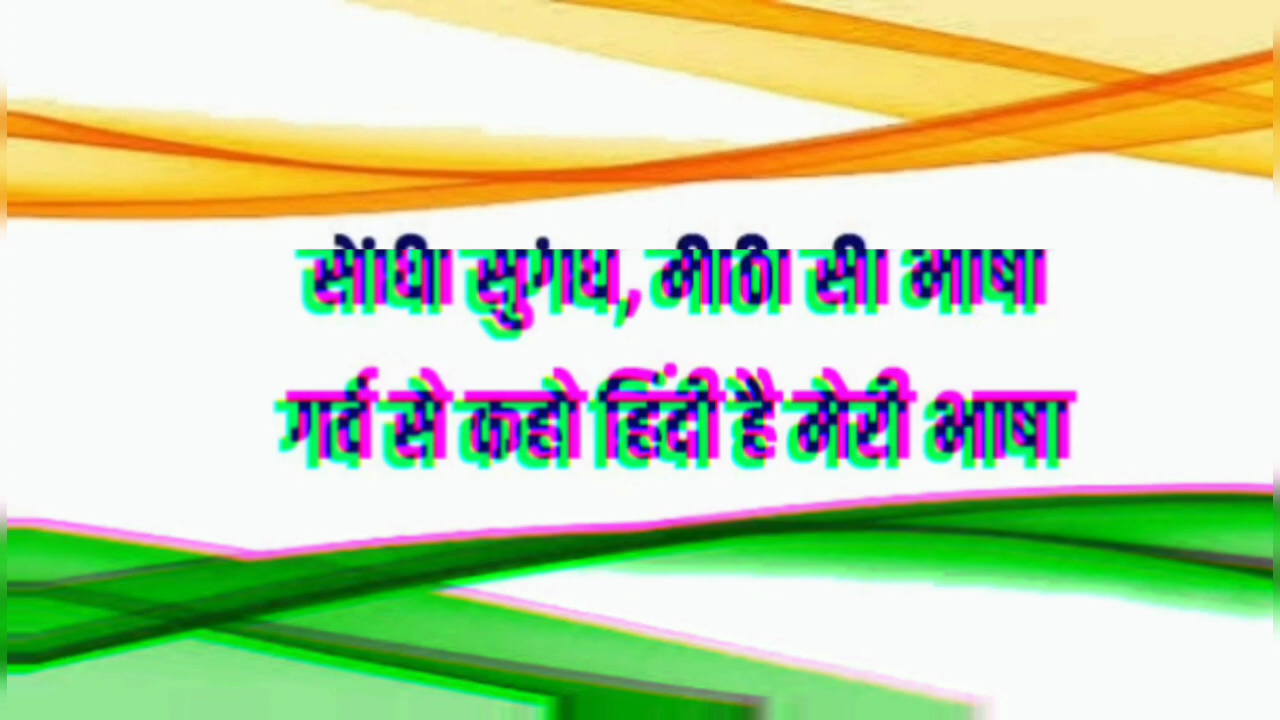 सोंधी सुगंध, मीठी सी भाषा
गर्व से कहो हिंदी है मेरी भाषा